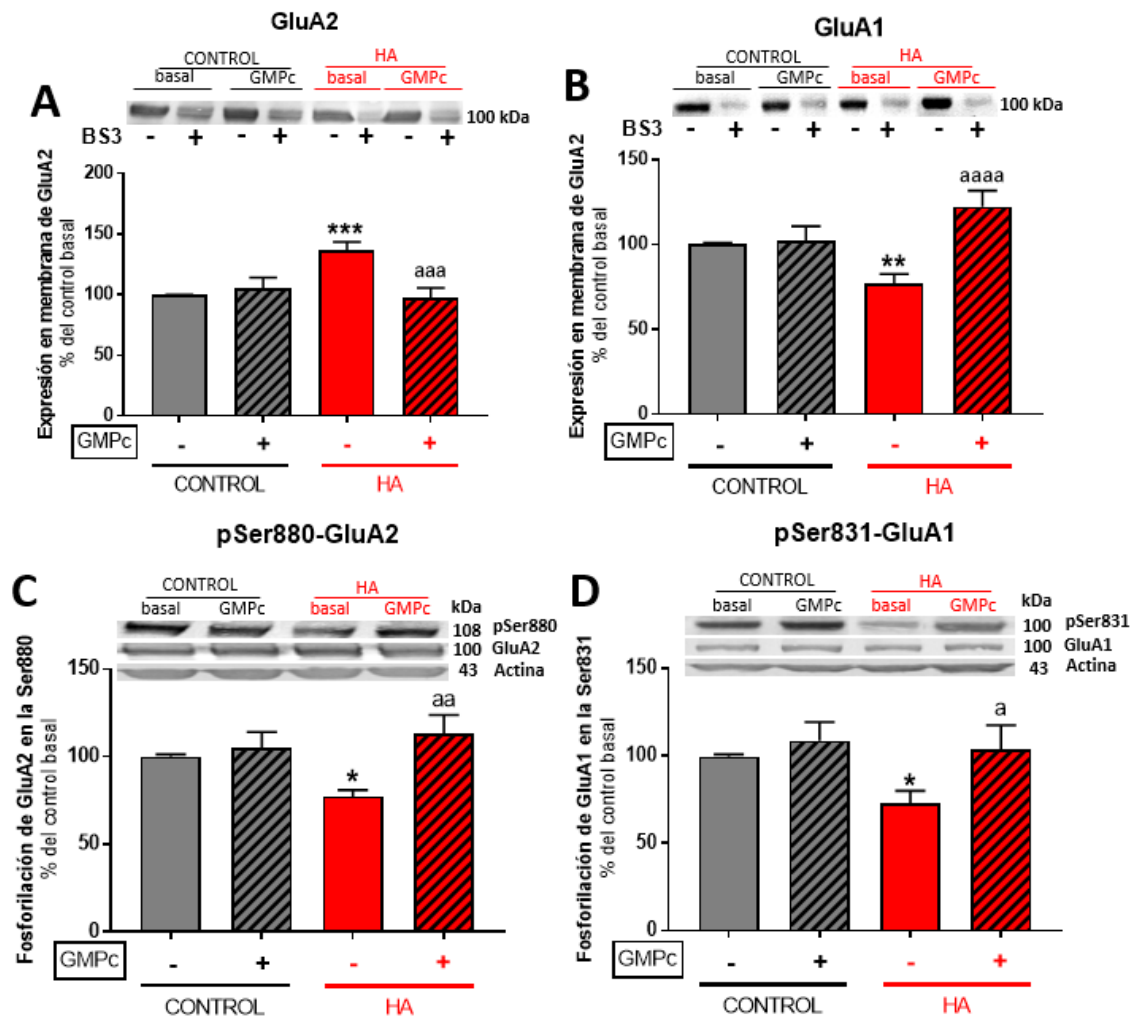 GluA2
CONTROL HA
basal GMPc basal GMPc
A
100 kDa
BS3 - + - + - + - +
Expresión en membrana de GluA2
% del control basal
200
150
100
50
0
***
aaa
GMPc - + - +
CONTROL HA
GluA1
CONTROL HA
basal GMPc basal GMPc
B
100 kDa
BS3 - + - + - + - +
Expresión en membrana de GluA2
% del control basal
150
100
50
0
**
aaaa
GMPc - + - +
CONTROL HA
pSer880-GluA2
C
CONTROL HA
basal GMPc basal GMPc kDa
108 pSer880
100 GluA2
43 Actina
Fosforilación de GluA2 en la Ser880
% del control basal
150
100
50
0
*
aa
GMPc - + - +
CONTROL HA
pSer831-GluA1
D
CONTROL HA
basal GMPc basal GMPc kDa
100 pSer831
100 GluA1
43 Actina
Fosforilación de GluA1 en la Ser831
% del control basal
150
100
50
0
*
a
GMPc - + - +
CONTROL HA